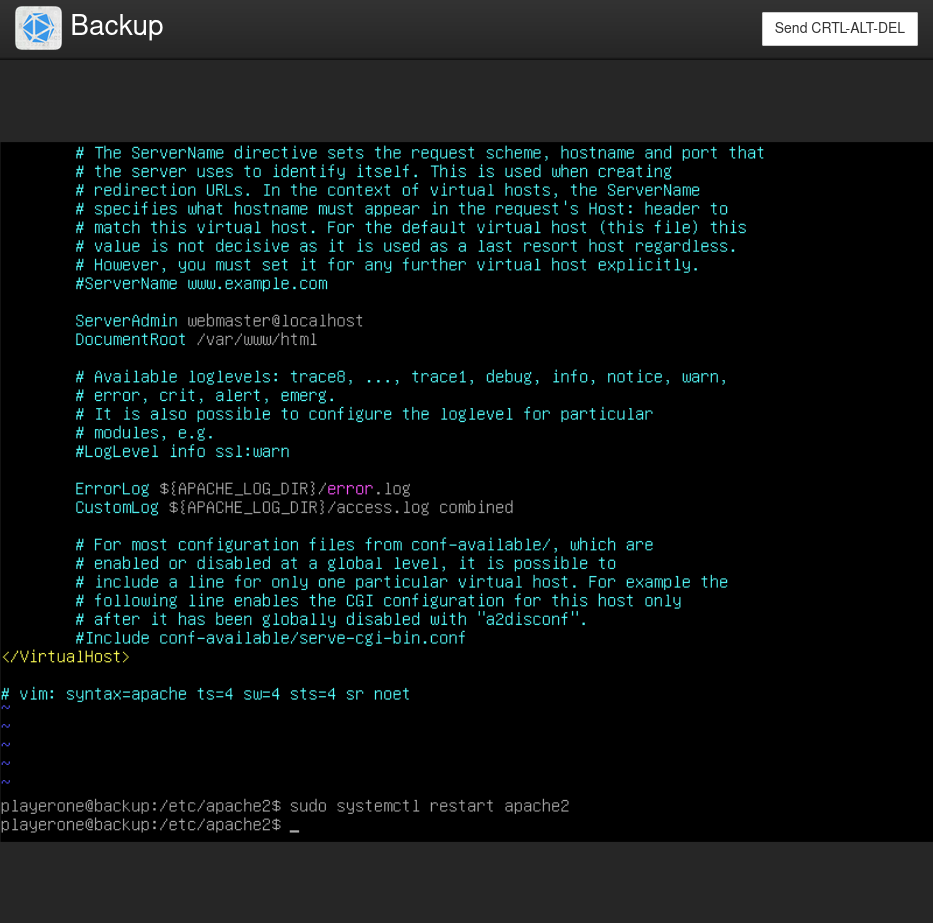 Backup
Send CRTL-ALT-DEL
# The ServerName directive sets the request scheme, hostname and port that
# the server uses to identify itself. This is used when creating
# redirection URLs. In the context of virtual hosts, the ServerName
# specifies what hostname must appear in the request's Host: header to
# match this virtual host. For the default virtual host (this file) this
# value is not decisive as it is used as a last resort host regardless.
# However, you must set it for any further virtual host explicitly.
#ServerName www.example.com
ServerAdmin webmaster@localhost
DocumentRoot /var/www/html
# Available loglevels: trace8, ..., trace1, debug, info, notice, warn,
# error, crit, alert, emerg.
# It is also possible to configure the loglevel for particular
# modules, e.g.
#LogLevel info ssl:warn
ErrorLog ${APACHE_LOG_DIR}/error.log
CustomLog ${APACHE_LOG_DIR}/access.log combined
# For most configuration files from conf-available/, which are
# enabled or disabled at a global level, it is possible to
# include a line for only one particular virtual host. For example the
# following line enables the CGI configuration for this host only
# after it has been globally disabled with "a2disconf".
#Include conf-available/serve-cgi-bin.conf
</VirtualHost>
# vim: syntax=apache ts=4 sw=4 sts=4 sr noet
~
~
~
~
~
playerone@backup:/etc/apache2$ sudo systemctl restart apache2
playerone@backup:/etc/apache2$ _